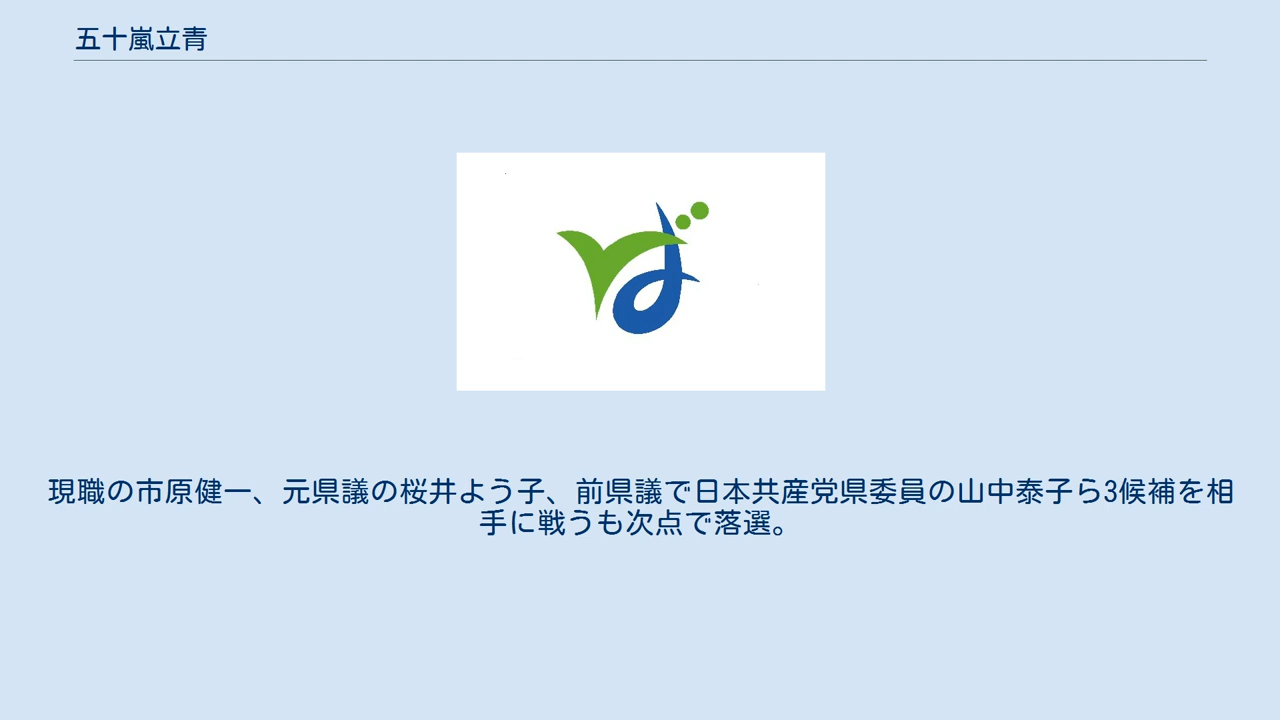 五十嵐立青
現職の市原健一、元県議の桜井よう子、前県議で日本共産党県委員の山中泰子ら3候補を相
手に戦うも次点で落選。